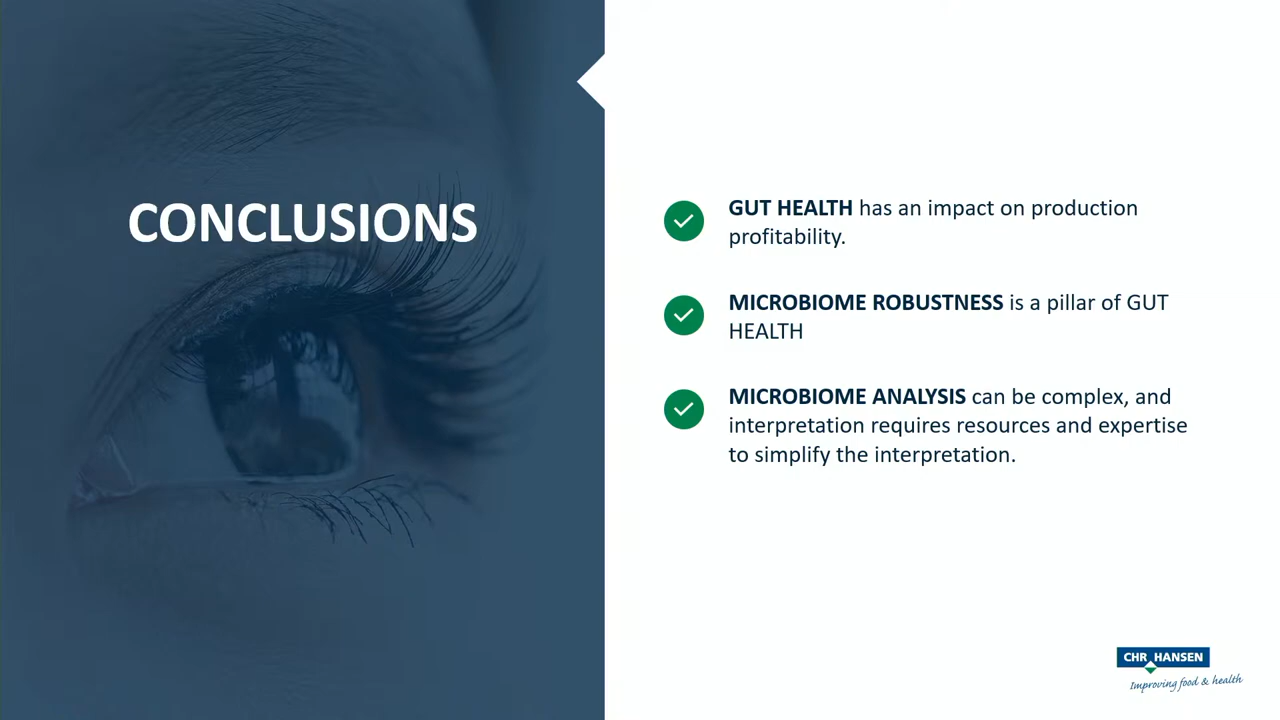 CONCLUSIONS
GUT HEALTH has an impact on production
profitability.
MICROBIOME ROBUSTNESS is a pillar of GUT
HEALTH
MICROBIOME ANALYSIS can be complex, and
interpretation requires resources and expertise
to simplify the interpretation.
CHR HANSEN
Improving food & health